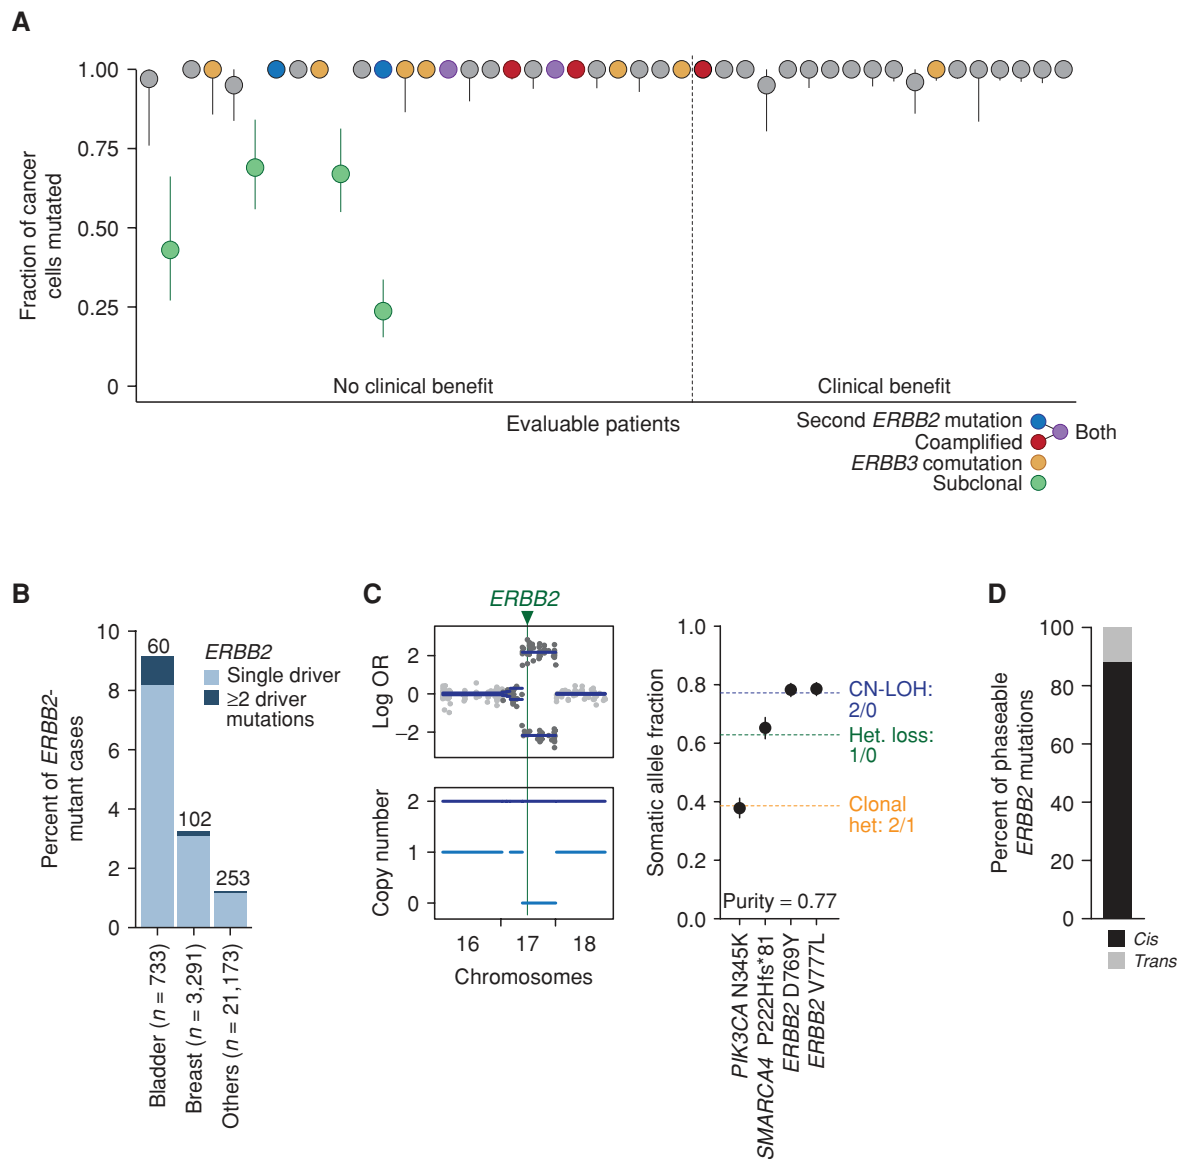 A
1.00
0.75
0.50
0.25
0
Fraction of cancer
cells mutated
No clinical benefit
Clinical benefit
Evaluable patients
Second ERBB2 mutation
Coamplified
Both
ERBB3 comutation
Subclonal
B
10
8
6
4
2
0
Percent of ERBB2-
mutant cases
60
102
253
ERBB2
Single driver
≥2 driver
mutations
Bladder (n = 733)
Breast (n = 3,291)
Others (n = 21,173)
C
ERBB2
2
0
−2
Log OR
2
1
0
Copy number
16
17
18
Chromosomes
1.0
0.8
0.6
0.4
0.2
0.0
Somatic allele fraction
CN-LOH:
2/0
Het. loss:
1/0
Clonal
het: 2/1
Purity = 0.77
PIK3CA N345K
SMARCA4 P222Hfs*81
ERBB2 D769Y
ERBB2 V777L
D
100
80
60
40
20
0
Percent of phaseable
ERBB2 mutations
Cis
Trans